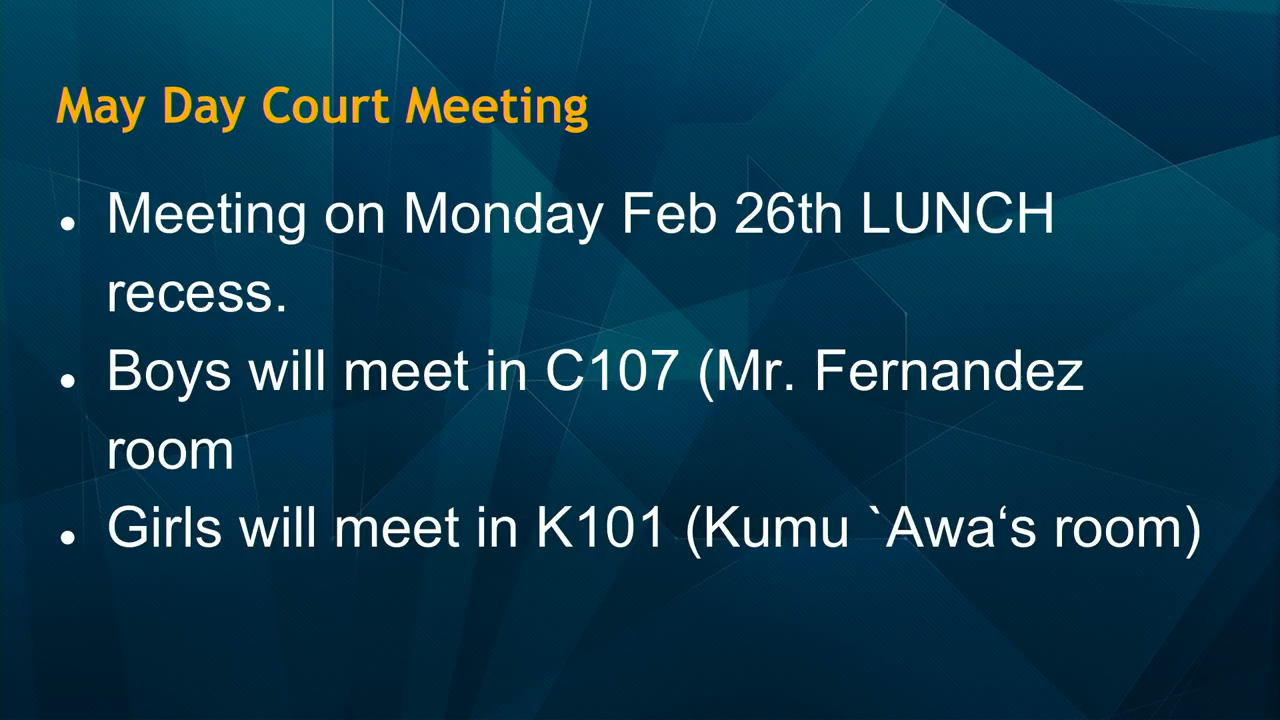 May Day Court Meeting
● Meeting on Monday Feb 26th LUNCH
recess.
● Boys will meet in C107 (Mr. Fernandez
room
● Girls will meet in K101 (Kumu `Awa‘s room)